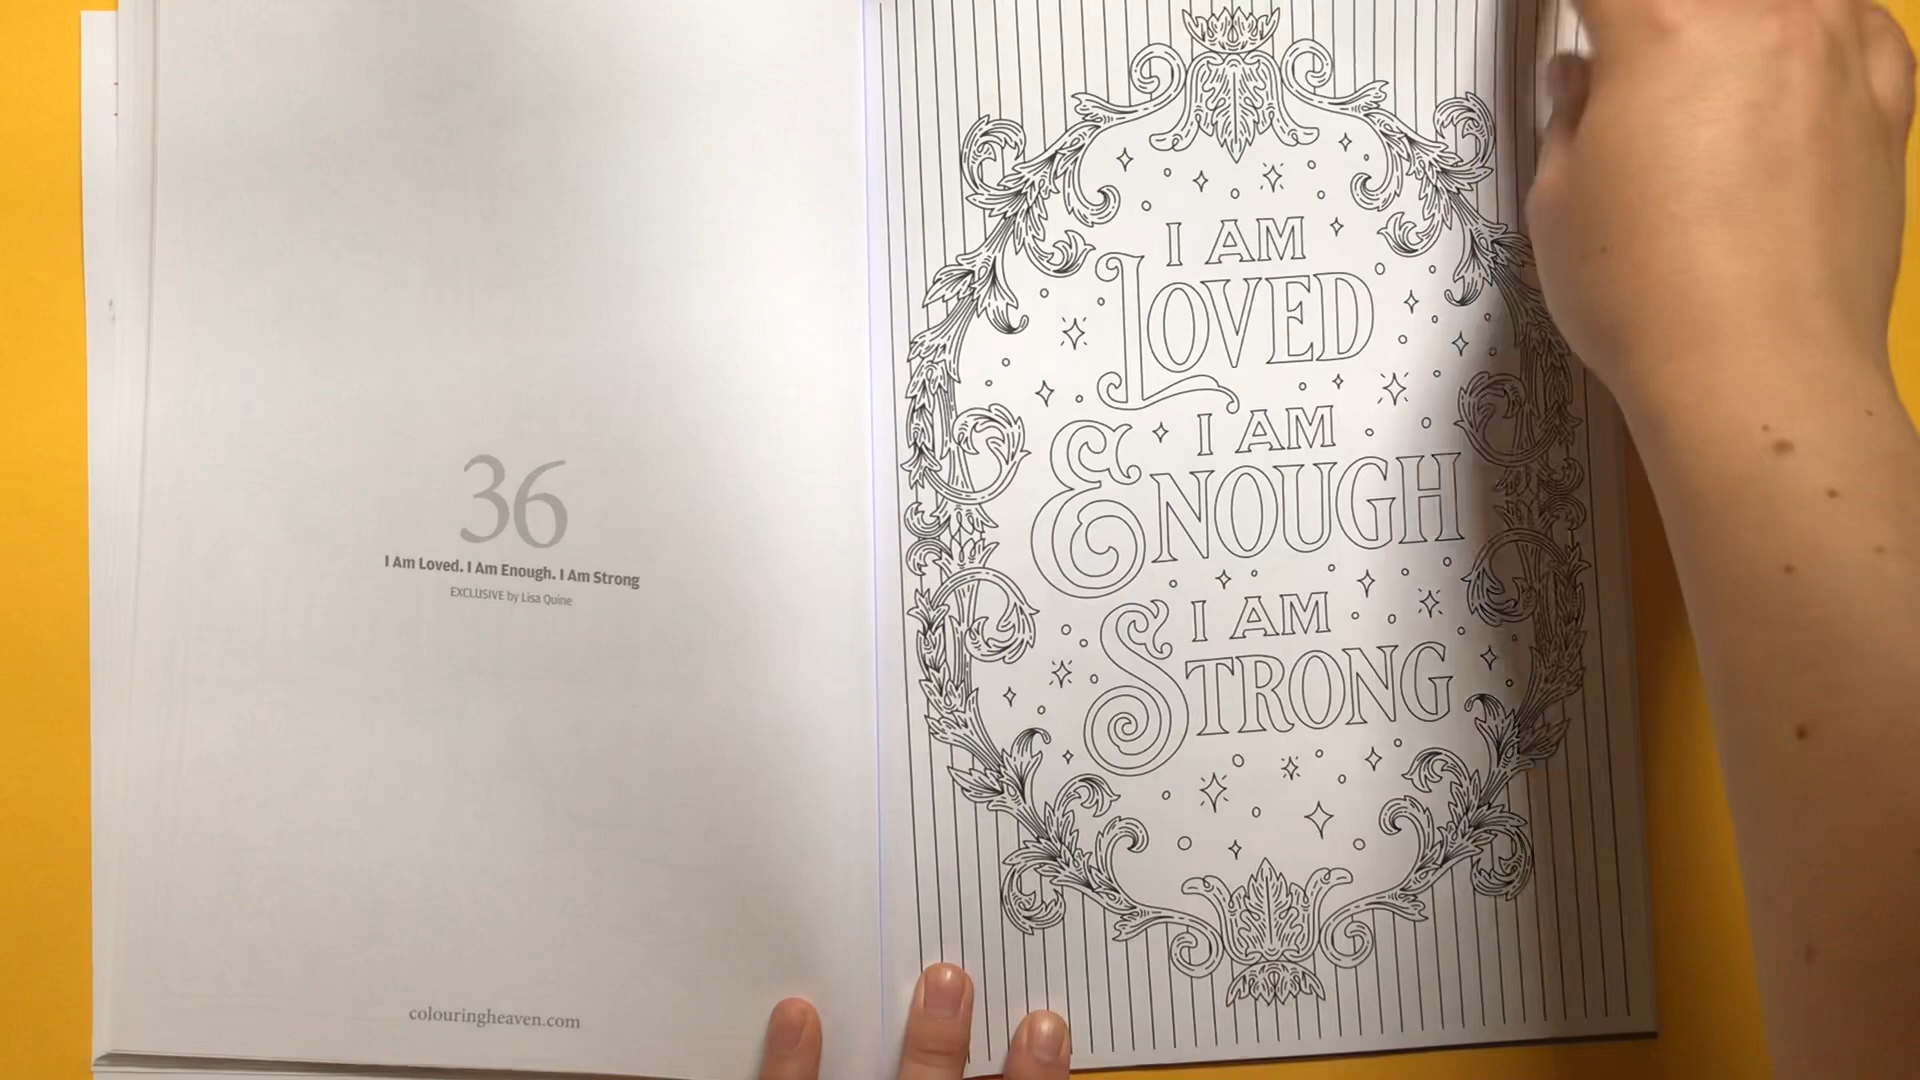 36
I Am Loved. I Am Enough. I Am Strong
EXCLUSIVE by Lisa Quine
colouringheaven.com
I AM
LOVED
I AM
ENOUGH
I AM
STRONG